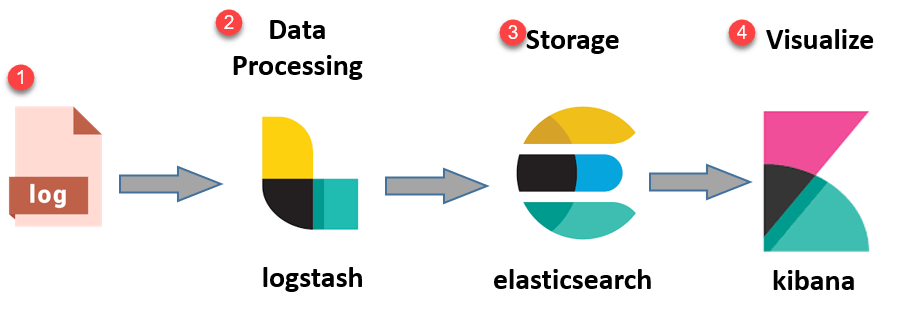 1
log
2
Data
Processing
logstash
3
Storage
elasticsearch
4
Visualize
kibana